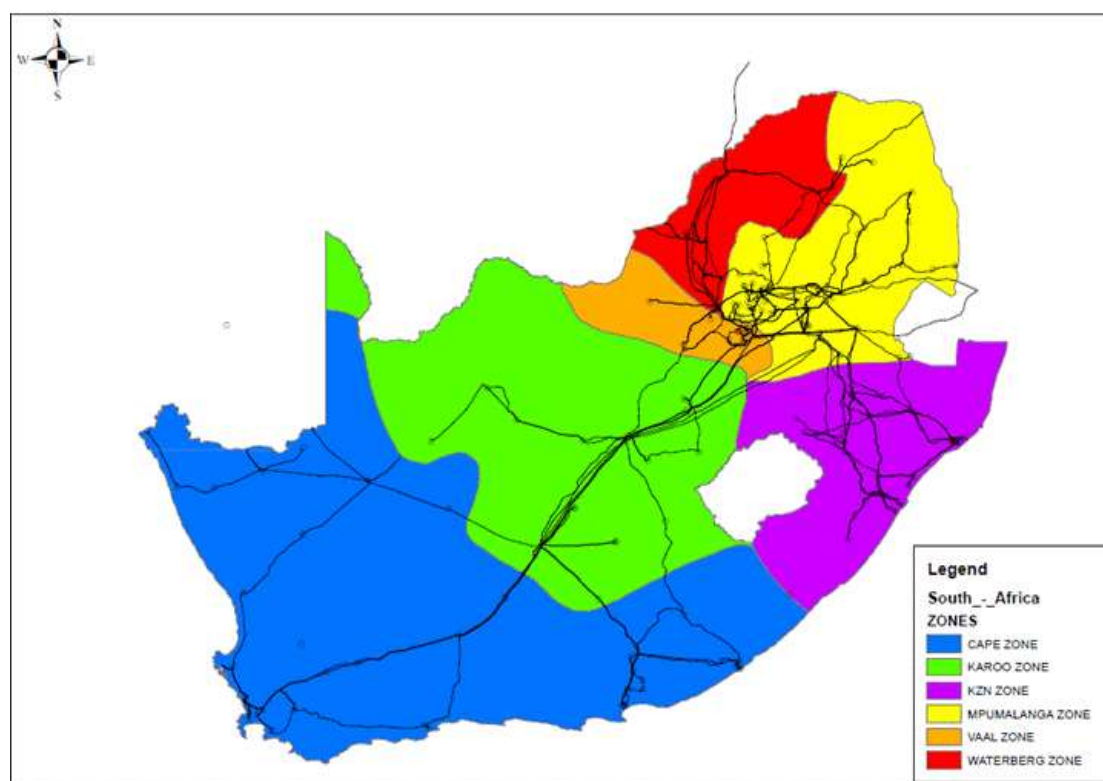 N
W E
S
Legend
South_-_Africa
ZONES
CAPE ZONE
KAROO ZONE
KZN ZONE
MPUMALANGA ZONE
VAAL ZONE
WATERBERG ZONE